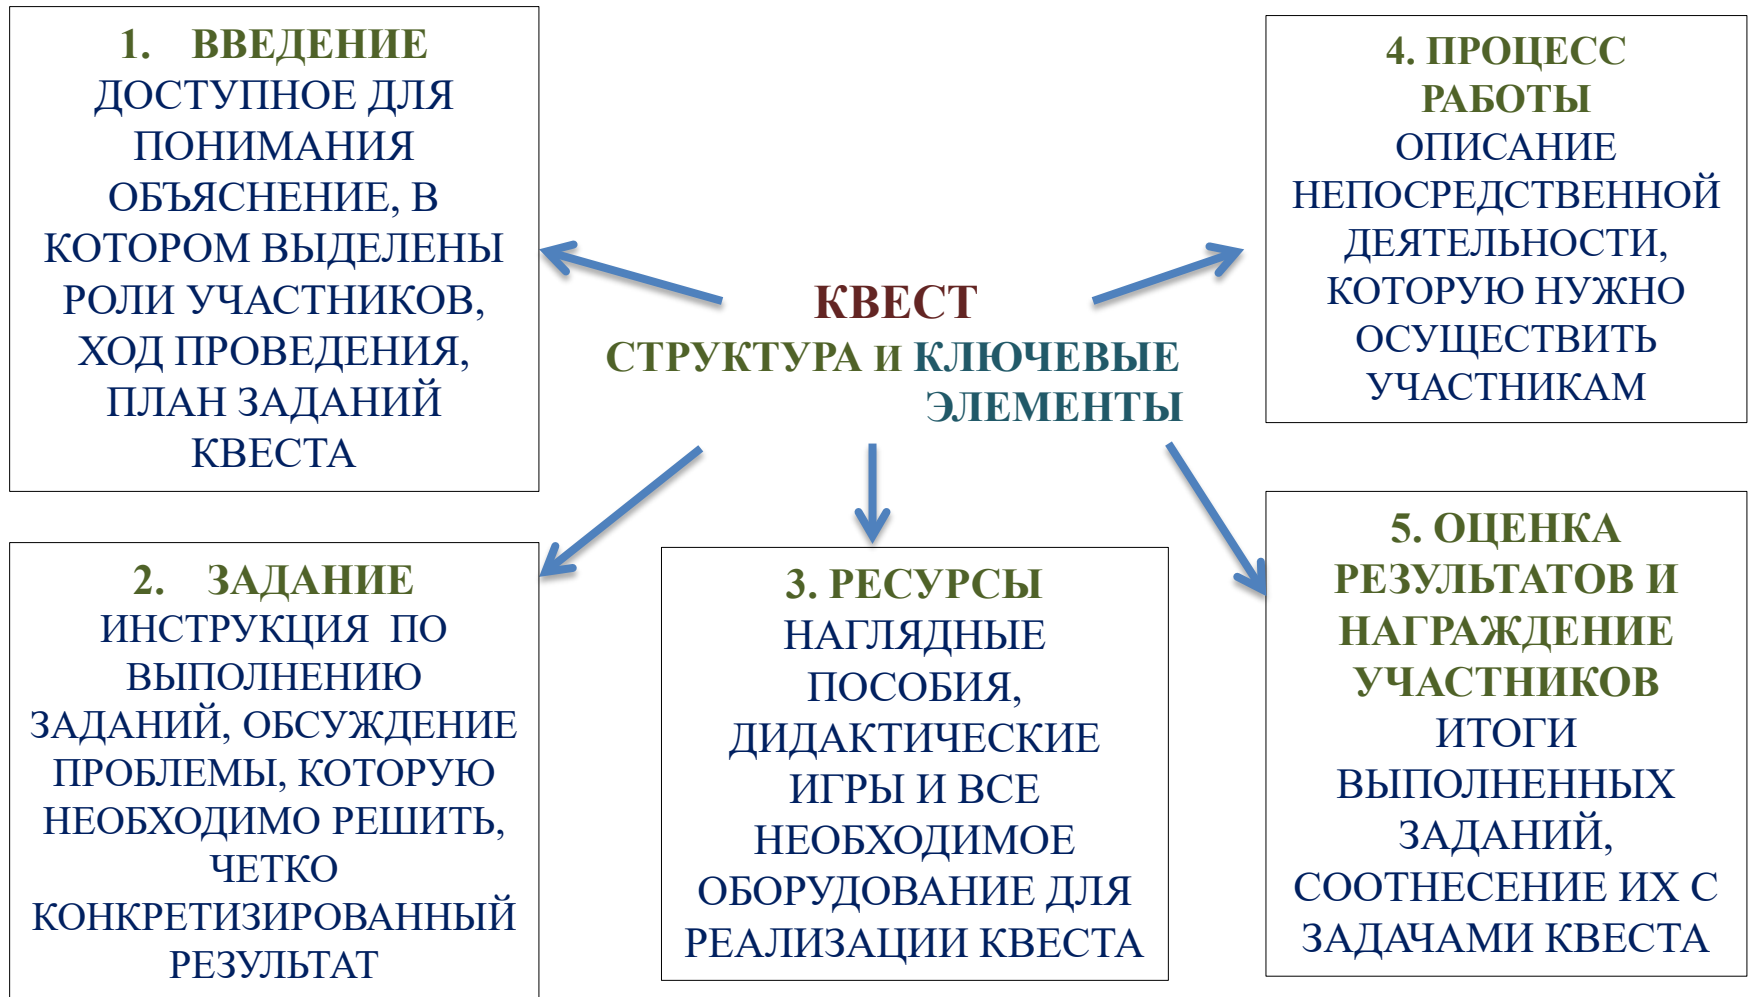 КВЕСТ
СТРУКТУРА И КЛЮЧЕВЫЕ
ЭЛЕМЕНТЫ
1. ВВЕДЕНИЕ
ДОСТУПНОЕ ДЛЯ
ПОНИМАНИЯ
ОБЪЯСНЕНИЕ, В
КОТОРОМ ВЫДЕЛЕНЫ
РОЛИ УЧАСТНИКОВ,
ХОД ПРОВЕДЕНИЯ,
ПЛАН ЗАДАНИЙ
КВЕСТА
2. ЗАДАНИЕ
ИНСТРУКЦИЯ ПО
ВЫПОЛНЕНИЮ
ЗАДАНИЙ, ОБСУЖДЕНИЕ
ПРОБЛЕМЫ, КОТОРУЮ
НЕОБХОДИМО РЕШИТЬ,
ЧЕТКО
КОНКРЕТИЗИРОВАННЫЙ
РЕЗУЛЬТАТ
3. РЕСУРСЫ
НАГЛЯДНЫЕ
ПОСОБИЯ,
ДИДАКТИЧЕСКИЕ
ИГРЫ И ВСЕ
НЕОБХОДИМОЕ
ОБОРУДОВАНИЕ ДЛЯ
РЕАЛИЗАЦИИ КВЕСТА
4. ПРОЦЕСС
РАБОТЫ
ОПИСАНИЕ
НЕПОСРЕДСТВЕННОЙ
ДЕЯТЕЛЬНОСТИ,
КОТОРУЮ НУЖНО
ОСУЩЕСТВИТЬ
УЧАСТНИКАМ
5. ОЦЕНКА
РЕЗУЛЬТАТОВ И
НАГРАЖДЕНИЕ
УЧАСТНИКОВ
ИТОГИ
ВЫПОЛНЕННЫХ
ЗАДАНИЙ,
СООТНЕСЕНИЕ ИХ С
ЗАДАЧАМИ КВЕСТА